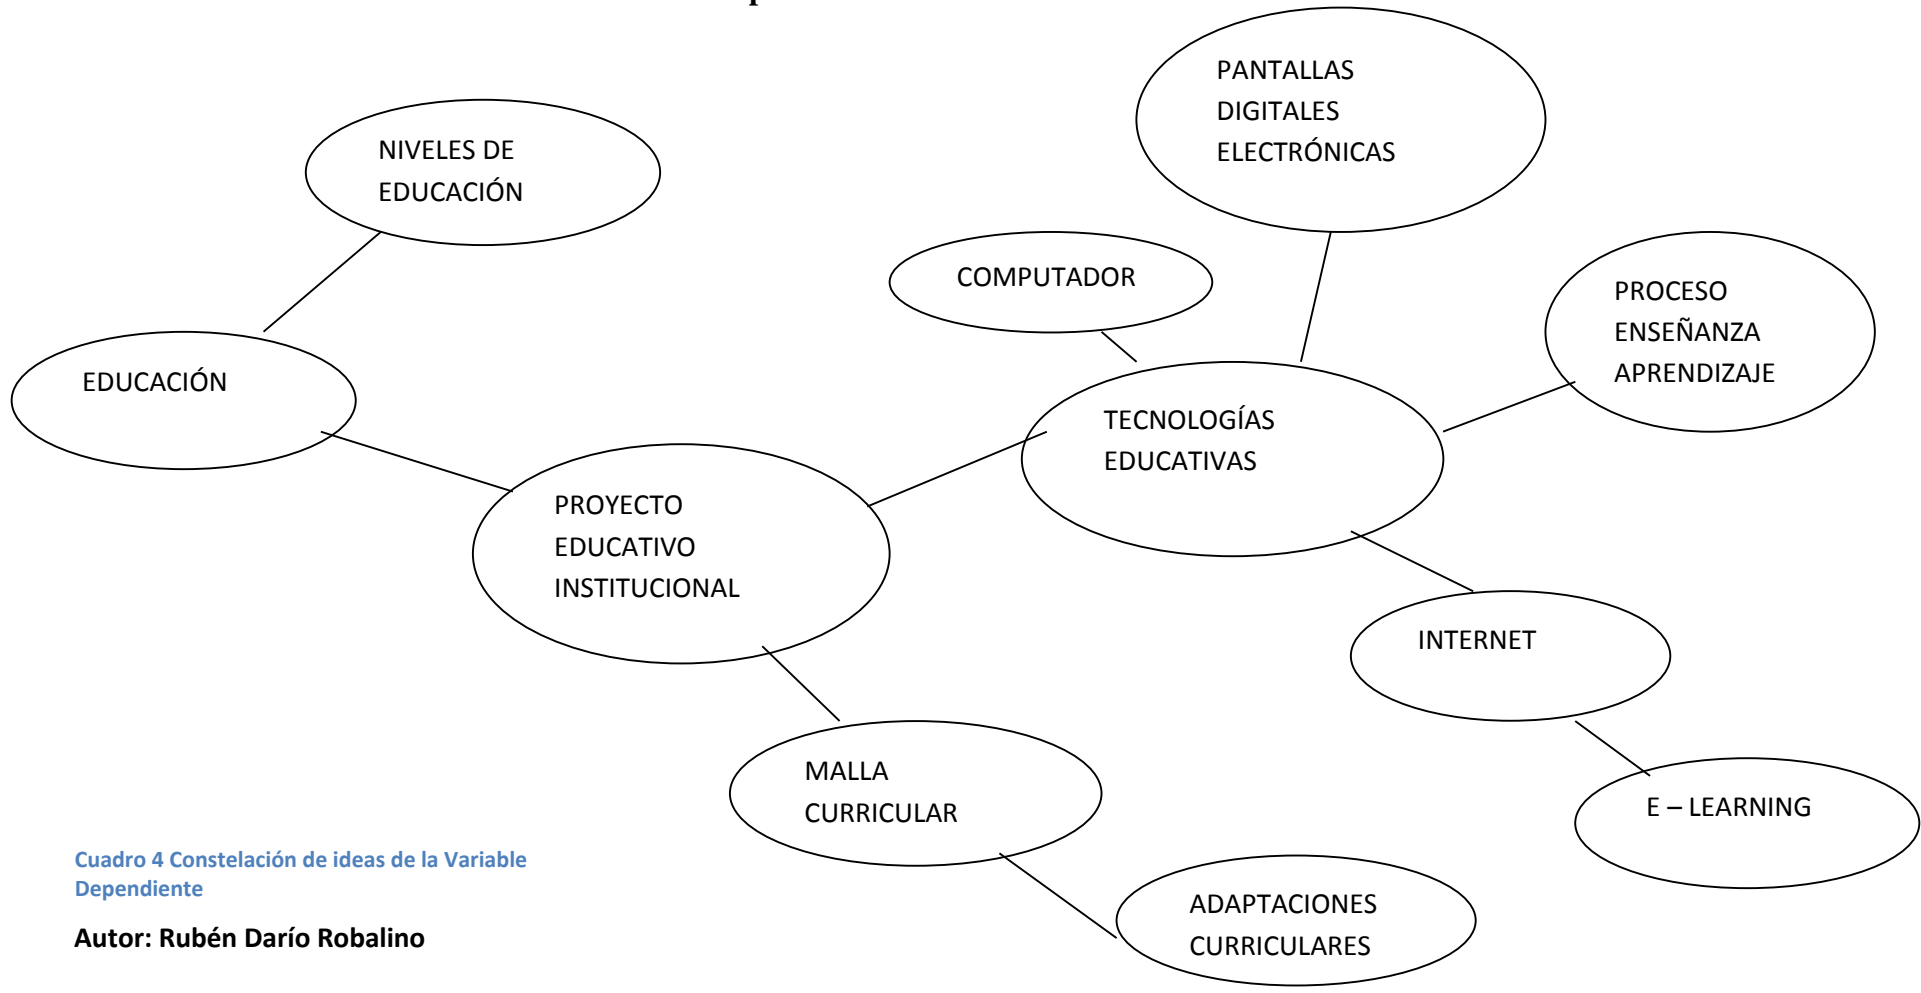 PANTALLAS
DIGITALES
ELECTRÓNICAS
NIVELES DE
EDUCACIÓN
COMPUTADOR
PROCESO
ENSEÑANZA
APRENDIZAJE
EDUCACIÓN
TECNOLOGÍAS
EDUCATIVAS
PROYECTO
EDUCATIVO
INSTITUCIONAL
INTERNET
MALLA
CURRICULAR
E – LEARNING
ADAPTACIONES
CURRICULARES
Cuadro 4 Constelación de ideas de la Variable
Dependiente
Autor: Rubén Darío Robalino